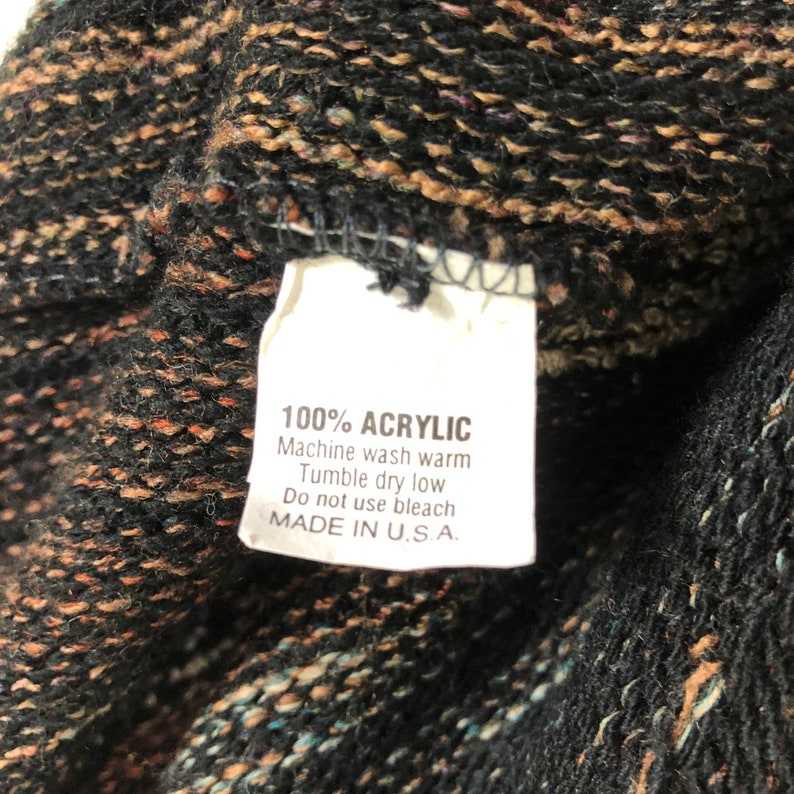 100% ACRYLIC
Machine wash warm
Tumble dry low
Do not use bleach
MADE IN U.S.A.